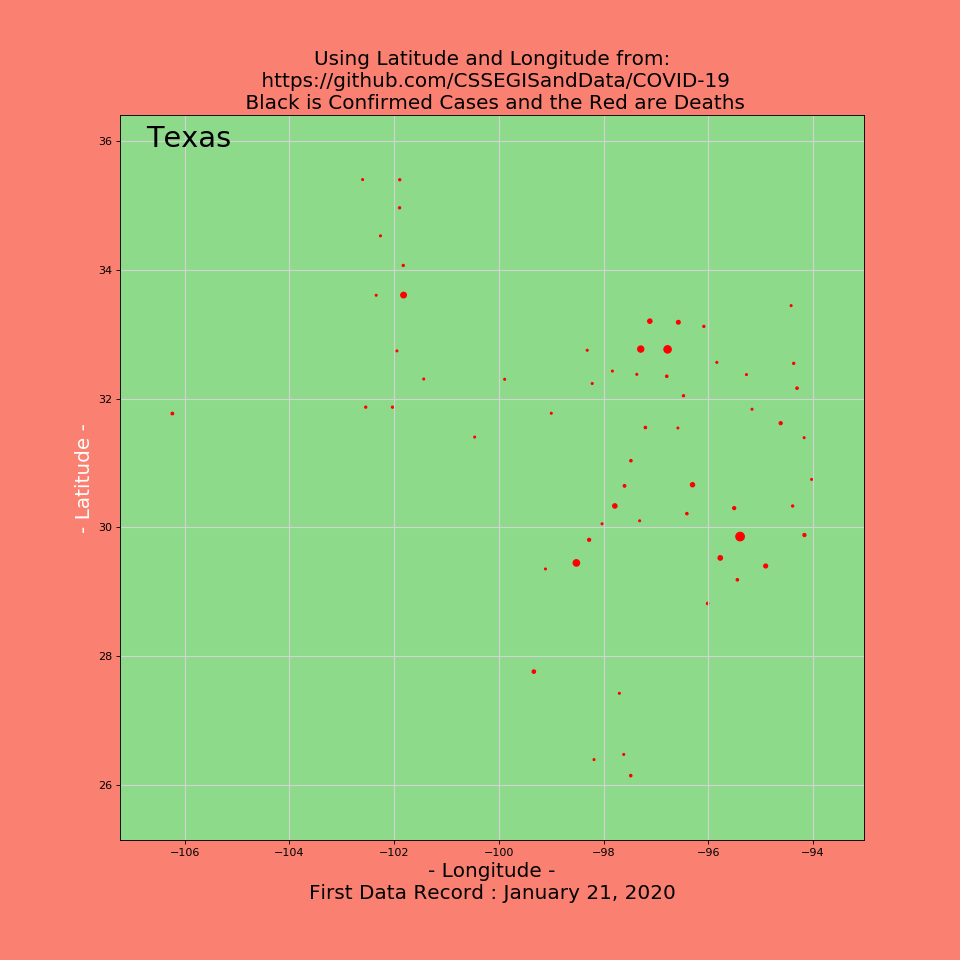 Using Latitude and Longitude from:
https://github.com/CSSEGISandData/COVID-19
Black is Confirmed Cases and the Red are Deaths
Texas
36
34
32
30
28
26
- Latitude -
−106 −104 −102 −100 −98 −96 −94
- Longitude -
First Data Record : January 21, 2020